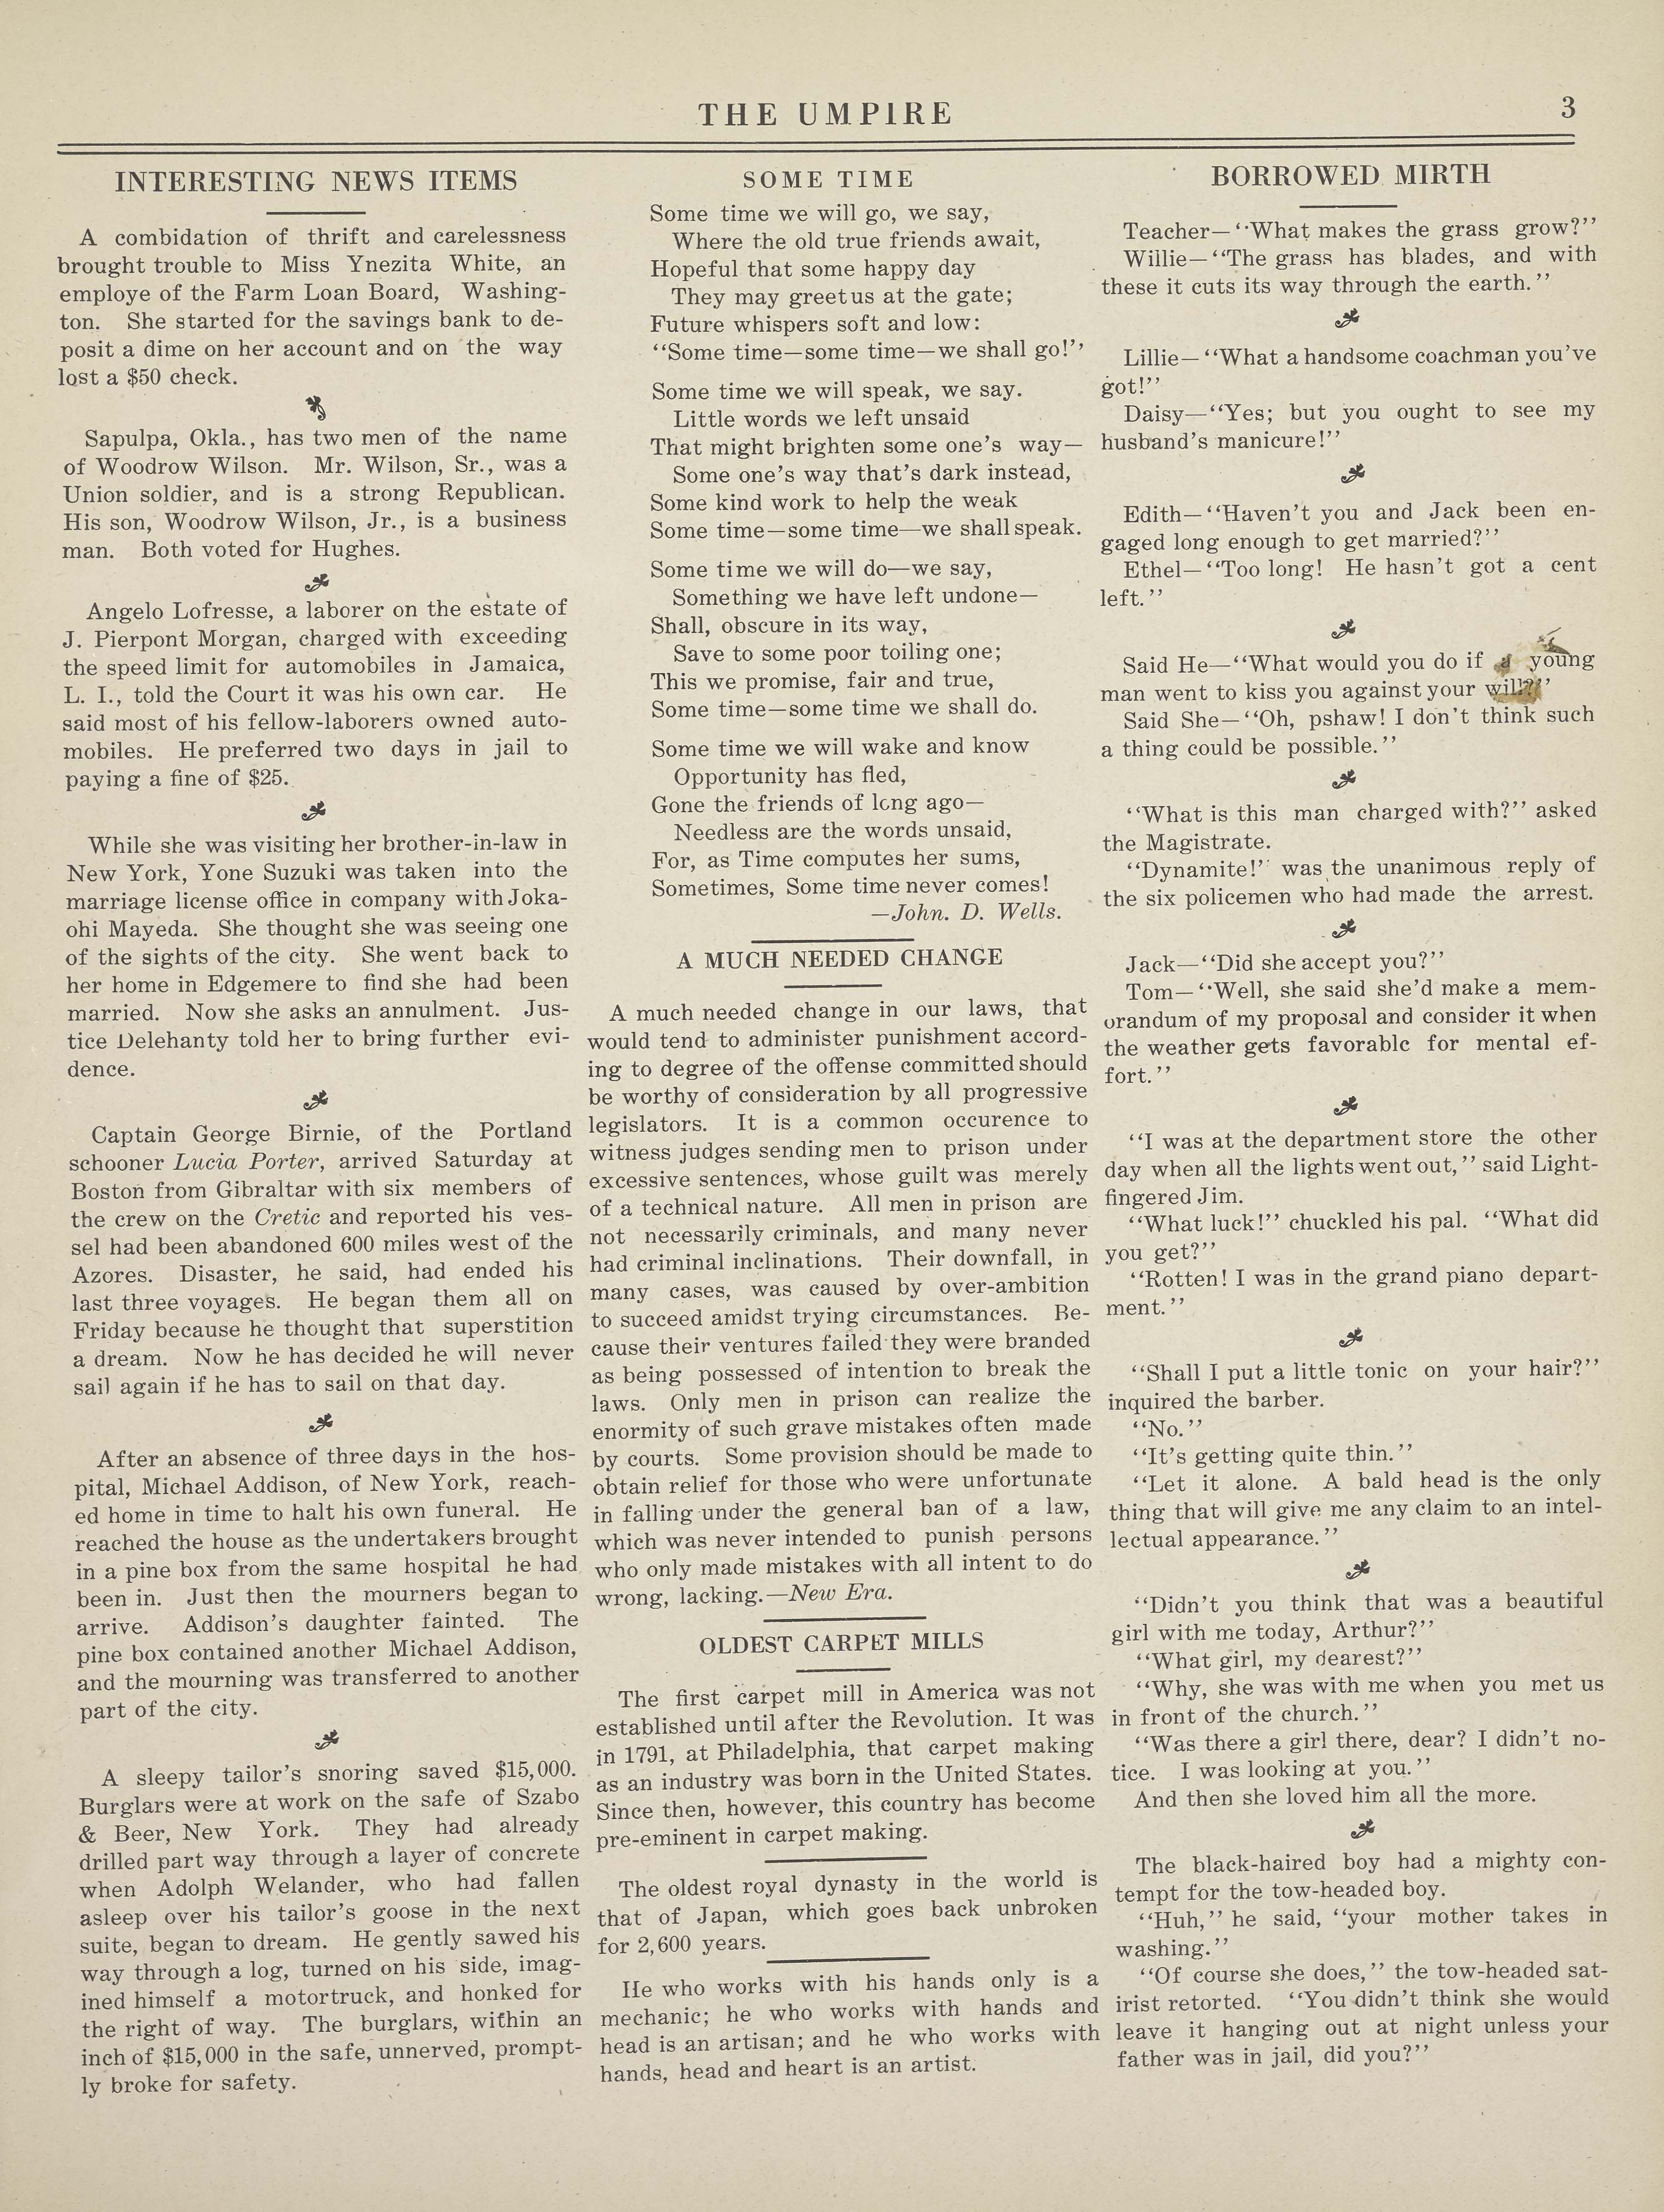 THE UMPIRE
3
INTERESTING NEWS ITEMS
A combidation of thrift and carelessness
brought trouble to Miss Ynezita White, an
employe of the Farm Loan Board, Washing-
ton. She started for the savings bank to de-
posit a dime on her account and on the way
lost a $50 check.
Sapulpa, Okla., has two men of the name
of Woodrow Wilson. Mr. Wilson, Sr., was a
Union soldier, and is a strong Republican.
His son, Woodrow Wilson, Jr., is a business
man. Both voted for Hughes.
Angelo Lofresse, a laborer on the estate of
J. Pierpont Morgan, charged with exceeding
the speed limit for automobiles in Jamaica,
L. I., told the Court it was his own car. He
said most of his fellow-laborers owned auto-
mobiles. He preferred two days in jail to
paying a fine of $25.
While she was visiting her brother-in-law in
New York, Yone Suzuki was taken into the
marriage license office in company with Joka-
ohi Mayeda. She thought she was seeing one
of the sights of the city. She went back to
her home in Edgemere to find she had been
married. Now she asks an annulment. Jus-
tice Delehanty told her to bring further evi-
dence.
Captain George Birnie, of the Portland
schooner Lucia Porter, arrived Saturday at
Boston from Gibraltar with six members of
the crew on the Cretic and reported his ves-
sel had been abandoned 600 miles west of the
Azores. Disaster, he said, had ended his
last three voyages. He began them all on
Friday because he thought that superstition
a dream. Now he has decided he will never
sail again if he has to sail on that day.
After an absence of three days in the hos-
pital, Michael Addison, of New York, reach-
ed home in time to halt his own funeral. He
reached the house as the undertakers brought
in a pine box from the same hospital he had
been in. Just then the mourners began to
arrive. Addison's daughter fainted. The
pine box contained another Michael Addison,
and the mourning was transferred to another
part of the city.
A sleepy tailor's snoring saved $15,000.
Burglars were at work on the safe of Szabo
& Beer, New York. They had already
drilled part way through a layer of concrete
when Adolph Welander, who had fallen
asleep over his tailor's goose in the next
suite, began to dream. He gently sawed his
way through a log, turned on his side, imag-
ined himself a motortruck, and honked for
the right of way. The burglars, within an
inch of $15,000 in the safe, unnerved, prompt-
ly broke for safety.
SOME TIME
Some time we will go, we say,
Where the old true friends await,
Hopeful that some happy day
They may greet us at the gate;
Future whispers soft and low:
"Some time—some time—we shall go!"
Some time we will speak, we say.
Little words we left unsaid
That might brighten some one's way—
Some one's way that's dark instead,
Some kind work to help the weak
Some time—some time—we shall speak.
Some time we will do—we say,
Something we have left undone—
Shall, obscure in its way,
Save to some poor toiling one;
This we promise, fair and true,
Some time—some time we shall do.
Some time we will wake and know
Opportunity has fled,
Gone the friends of long ago—
Needless are the words unsaid,
For, as Time computes her sums,
Sometimes, Some time never comes!
—John. D. Wells.
A MUCH NEEDED CHANGE
A much needed change in our laws, that
would tend to administer punishment accord-
ing to degree of the offense committed should
be worthy of consideration by all progressive
legislators. It is a common occurence to
witness judges sending men to prison under
excessive sentences, whose guilt was merely
of a technical nature. All men in prison are
not necessarily criminals, and many never
had criminal inclinations. Their downfall, in
many cases, was caused by over-ambition
to succeed amidst trying circumstances. Be-
cause their ventures failed they were branded
as being possessed of intention to break the
laws. Only men in prison can realize the
enormity of such grave mistakes often made
by courts. Some provision should be made to
obtain relief for those who were unfortunate
in falling under the general ban of a law,
which was never intended to punish persons
who only made mistakes with all intent to do
wrong, lacking.—New Era.
OLDEST CARPET MILLS
The first carpet mill in America was not
established until after the Revolution. It was
in 1791, at Philadelphia, that carpet making
as an industry was born in the United States.
Since then, however, this country has become
pre-eminent in carpet making.
The oldest royal dynasty in the world is
that of Japan, which goes back unbroken
for 2,600 years.
He who works with his hands only is a
mechanic; he who works with hands and
head is an artisan; and he who works with
hands, head and heart is an artist.
BORROWED MIRTH
Teacher—"What makes the grass grow?"
Willie—"The grass has blades, and with
these it cuts its way through the earth."
Lillie—"What a handsome coachman you've
got!"
Daisy—"Yes; but you ought to see my
husband's manicure!"
Edith—"Haven't you and Jack been en-
gaged long enough to get married?"
Ethel—"Too long! He hasn't got a cent
left."
Said He—"What would you do if a young
man went to kiss you against your will?"
Said She—"Oh, pshaw! I don't think such
a thing could be possible."
"What is this man charged with?" asked
the Magistrate.
"Dynamite!" was the unanimous reply of
the six policemen who had made the arrest.
Jack—"Did she accept you?"
Tom—"Well, she said she'd make a mem-
orandum of my proposal and consider it when
the weather gets favorable for mental ef-
fort."
"I was at the department store the other
day when all the lights went out," said Light-
fingered Jim.
"What luck!" chuckled his pal. "What did
you get?"
"Rotten! I was in the grand piano depart-
ment."
"Shall I put a little tonic on your hair?"
inquired the barber.
"No."
"It's getting quite thin."
"Let it alone. A bald head is the only
thing that will give me any claim to an intel-
lectual appearance."
"Didn't you think that was a beautiful
girl with me today, Arthur?"
"What girl, my dearest?"
"Why, she was with me when you met us
in front of the church."
"Was there a girl there, dear? I didn't no-
tice. I was looking at you."
And then she loved him all the more.
The black-haired boy had a mighty con-
tempt for the tow-headed boy.
"Huh," he said, "your mother takes in
washing."
"Of course she does," the tow-headed sat-
irist retorted. "You didn't think she would
leave it hanging out at night unless your
father was in jail, did you?"